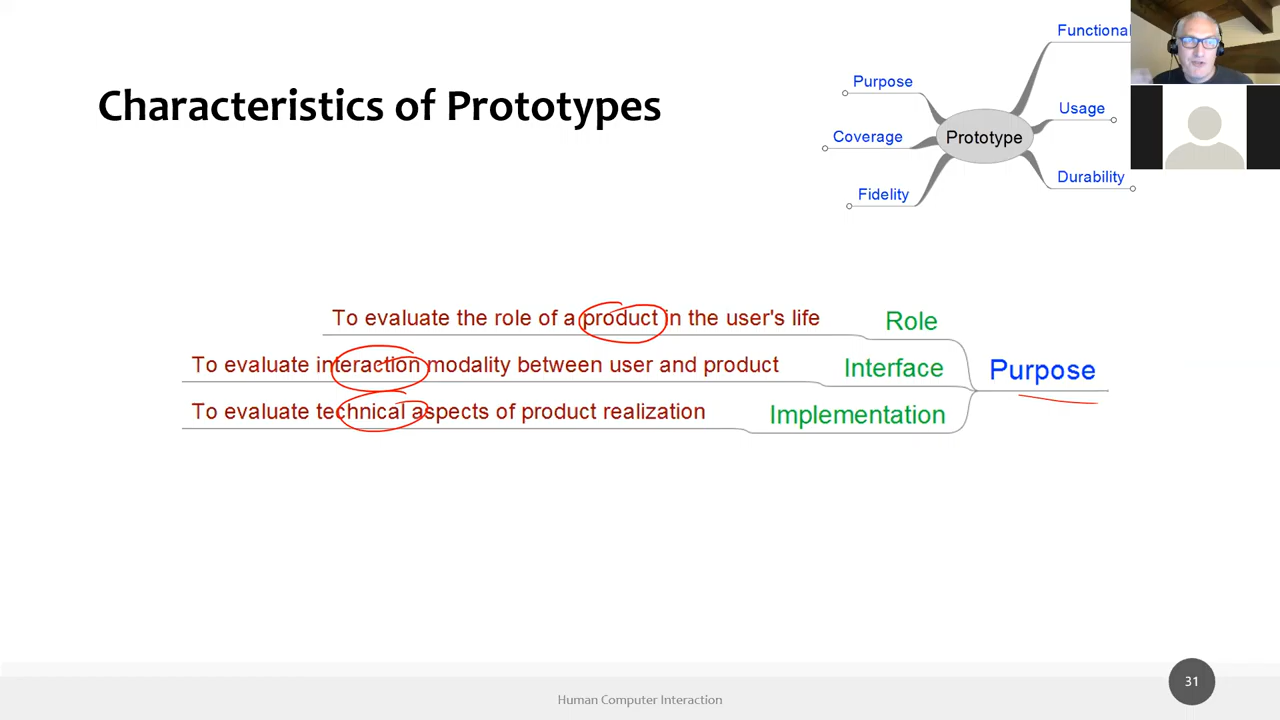 Characteristics of Prototypes
Functional
Purpose
Usage
Coverage
Prototype
Durability
Fidelity
To evaluate the role of a product in the user's life
Role
To evaluate interaction modality between user and product
Interface
Purpose
To evaluate technical aspects of product realization
Implementation
31
Human Computer Interaction